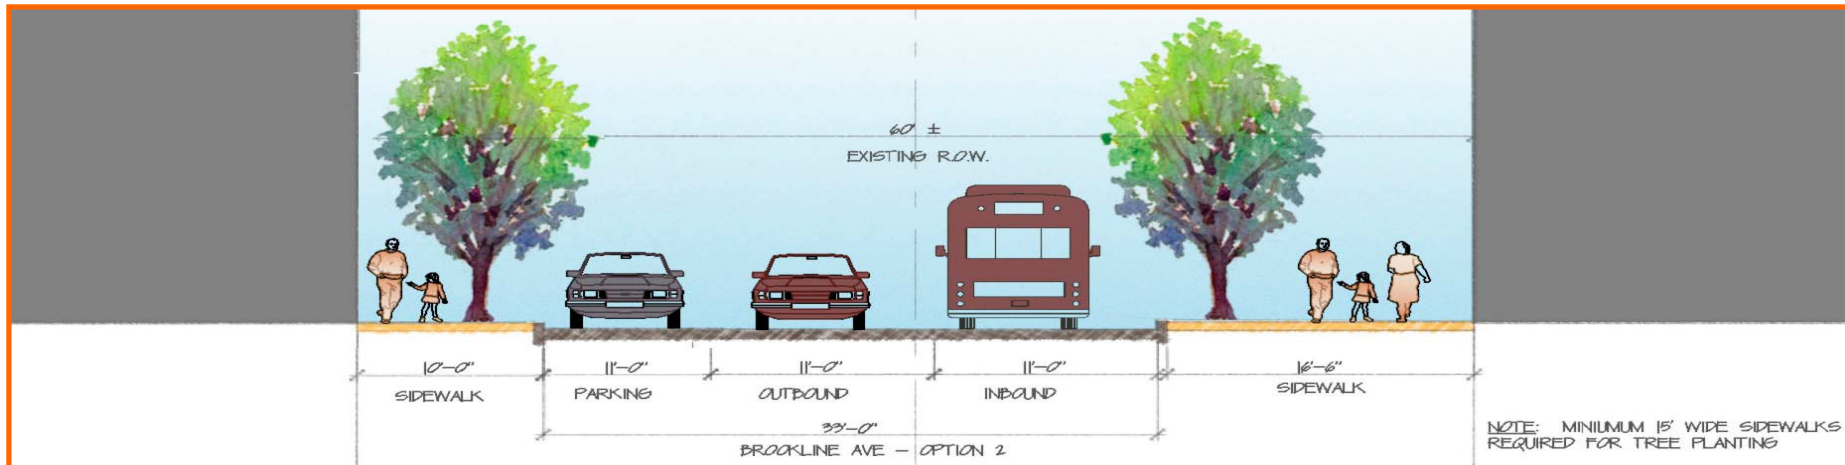 60' ±
EXISTING R.O.W.
10'-0" 11'-0" 11'-0" 11'-0" 16'-6"
SIDEWALK PARKING OUTBOUND INBOUND SIDEWALK
33'-0"
BROOKLINE AVE - OPTION 2
NOTE: MINIUMUM 15' WIDE SIDEWALKS
REQUIRED FOR TREE PLANTING